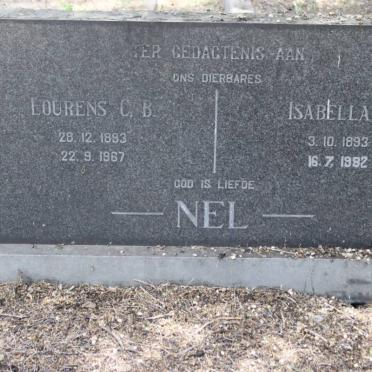 TER GEDAGTENIS AAN
ONS DIERBARES
LOURENS C. B.
28. 12. 1893
22. 9. 1967
ISABELLA
3. 10. 1893
16. 7. 1982
GOD IS LIEFDE
NEL